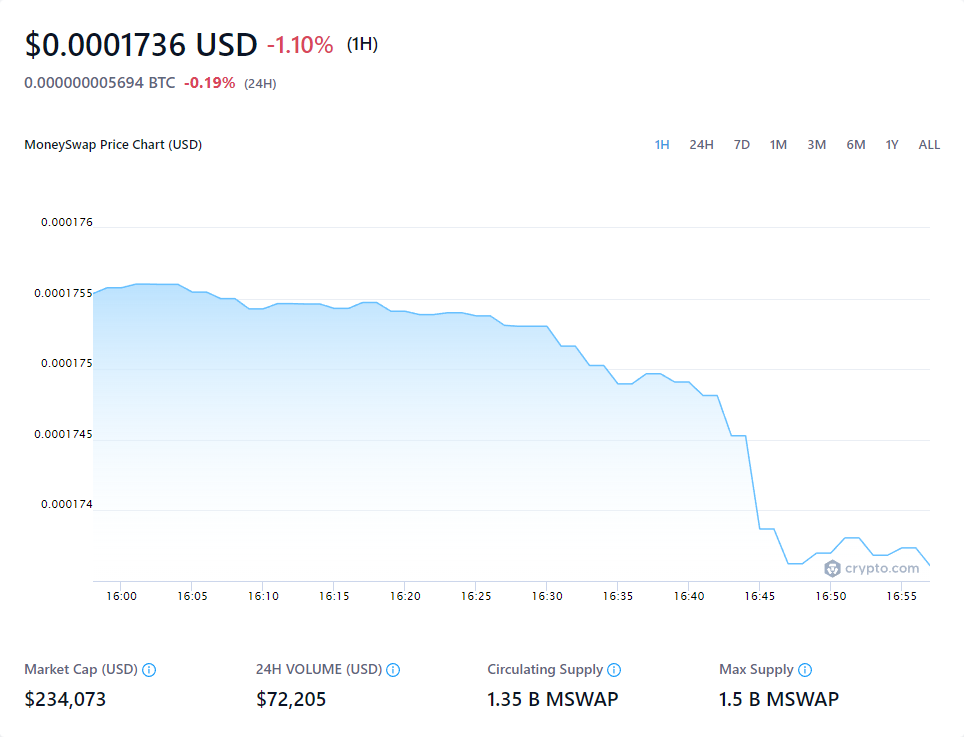 $0.0001736 USD -1.10% (1H)
0.000000005694 BTC -0.19% (24H)
MoneySwap Price Chart (USD) 1H 24H 7D 1M 3M 6M 1Y ALL
0.000176
0.0001755
0.000175
0.0001745
0.000174
crypto.com
16:00 16:05 16:10 16:15 16:20 16:25 16:30 16:35 16:40 16:45 16:50 16:55
Market Cap (USD) 24H VOLUME (USD) Circulating Supply Max Supply
$234,073 $72,205 1.35 B MSWAP 1.5 B MSWAP